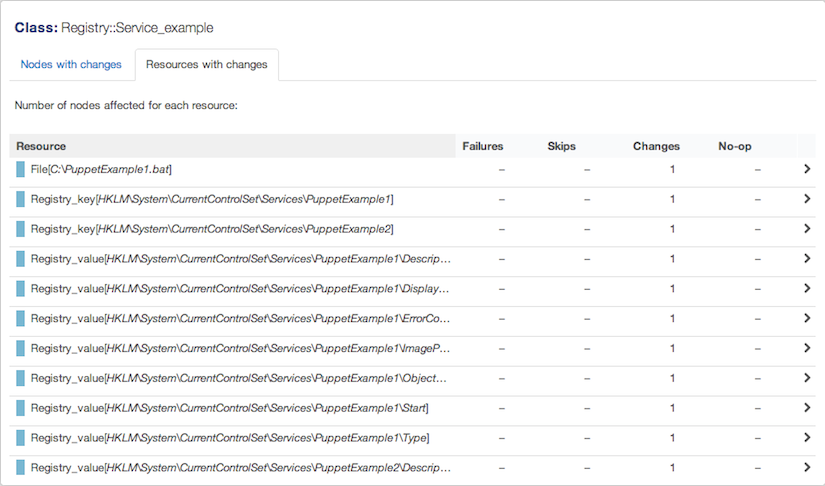 Class: Registry::Service_example
Nodes with changes Resources with changes
Number of nodes affected for each resource:
Resource Failures Skips Changes No-op
File[C:\PuppetExample1.bat] – – 1 –
Registry_key[HKLM\System\CurrentControlSet\Services\PuppetExample1] – – 1 –
Registry_key[HKLM\System\CurrentControlSet\Services\PuppetExample2] – – 1 –
Registry_value[HKLM\System\CurrentControlSet\Services\PuppetExample1\Descrip... – – 1 –
Registry_value[HKLM\System\CurrentControlSet\Services\PuppetExample1\Display... – – 1 –
Registry_value[HKLM\System\CurrentControlSet\Services\PuppetExample1\ErrorCo... – – 1 –
Registry_value[HKLM\System\CurrentControlSet\Services\PuppetExample1\ImageP... – – 1 –
Registry_value[HKLM\System\CurrentControlSet\Services\PuppetExample1\Object... – – 1 –
Registry_value[HKLM\System\CurrentControlSet\Services\PuppetExample1\Start] – – 1 –
Registry_value[HKLM\System\CurrentControlSet\Services\PuppetExample1\Type] – – 1 –
Registry_value[HKLM\System\CurrentControlSet\Services\PuppetExample2\Descrip... – – 1 –